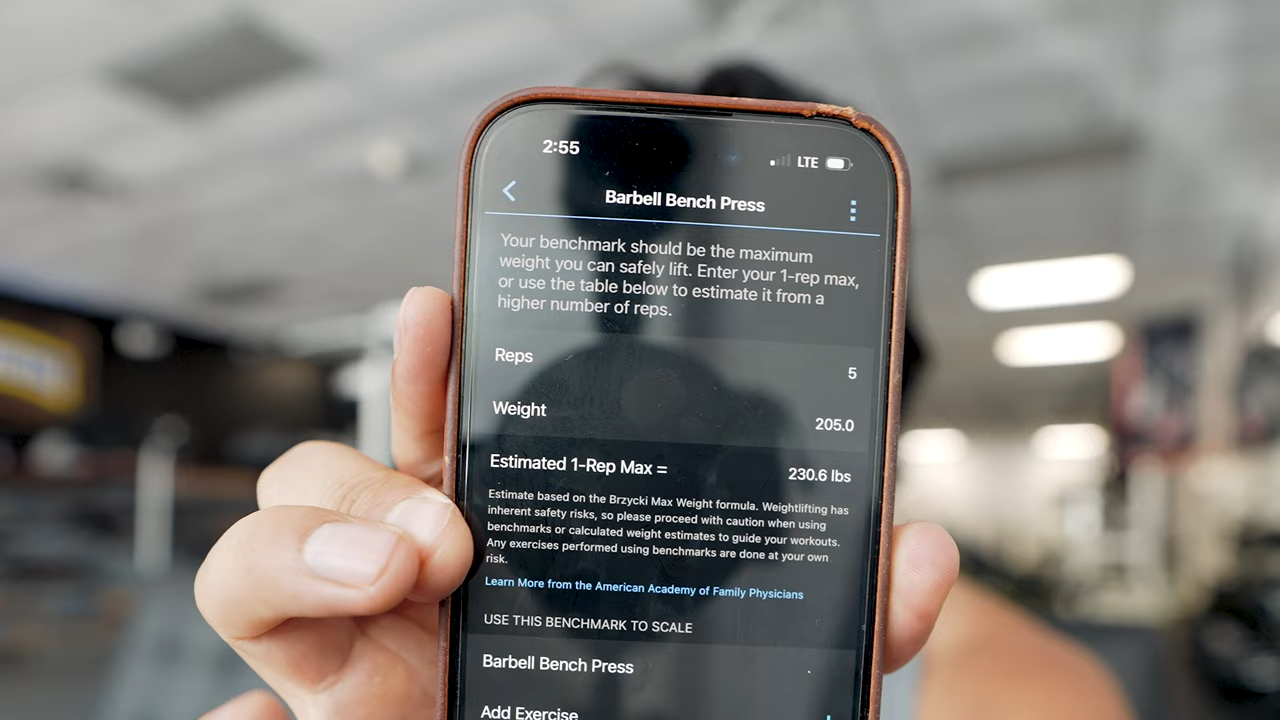 2:55
LTE
Barbell Bench Press
Your benchmark should be the maximum
weight you can safely lift. Enter your 1-rep max,
or use the table below to estimate it from a
higher number of reps.
Reps
5
Weight
205.0
Estimated 1-Rep Max =
230.6 lbs
Estimate based on the Brzycki Max Weight formula. Weightlifting has
inherent safety risks, so please proceed with caution when using
benchmarks or calculated weight estimates to guide your workouts.
Any exercises performed using benchmarks are done at your own
risk.
Learn More from the American Academy of Family Physicians
USE THIS BENCHMARK TO SCALE
Barbell Bench Press
Add Exercise